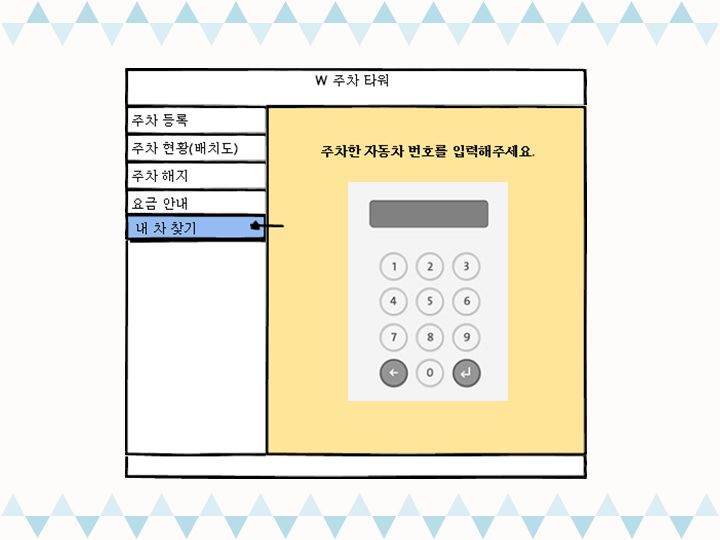 W 주차 타워
주차 등록
주차 현황(배치도)
주차 해지
요금 안내
내 차 찾기
주차한 자동차 번호를 입력해주세요.
1 2 3
4 5 6
7 8 9
0